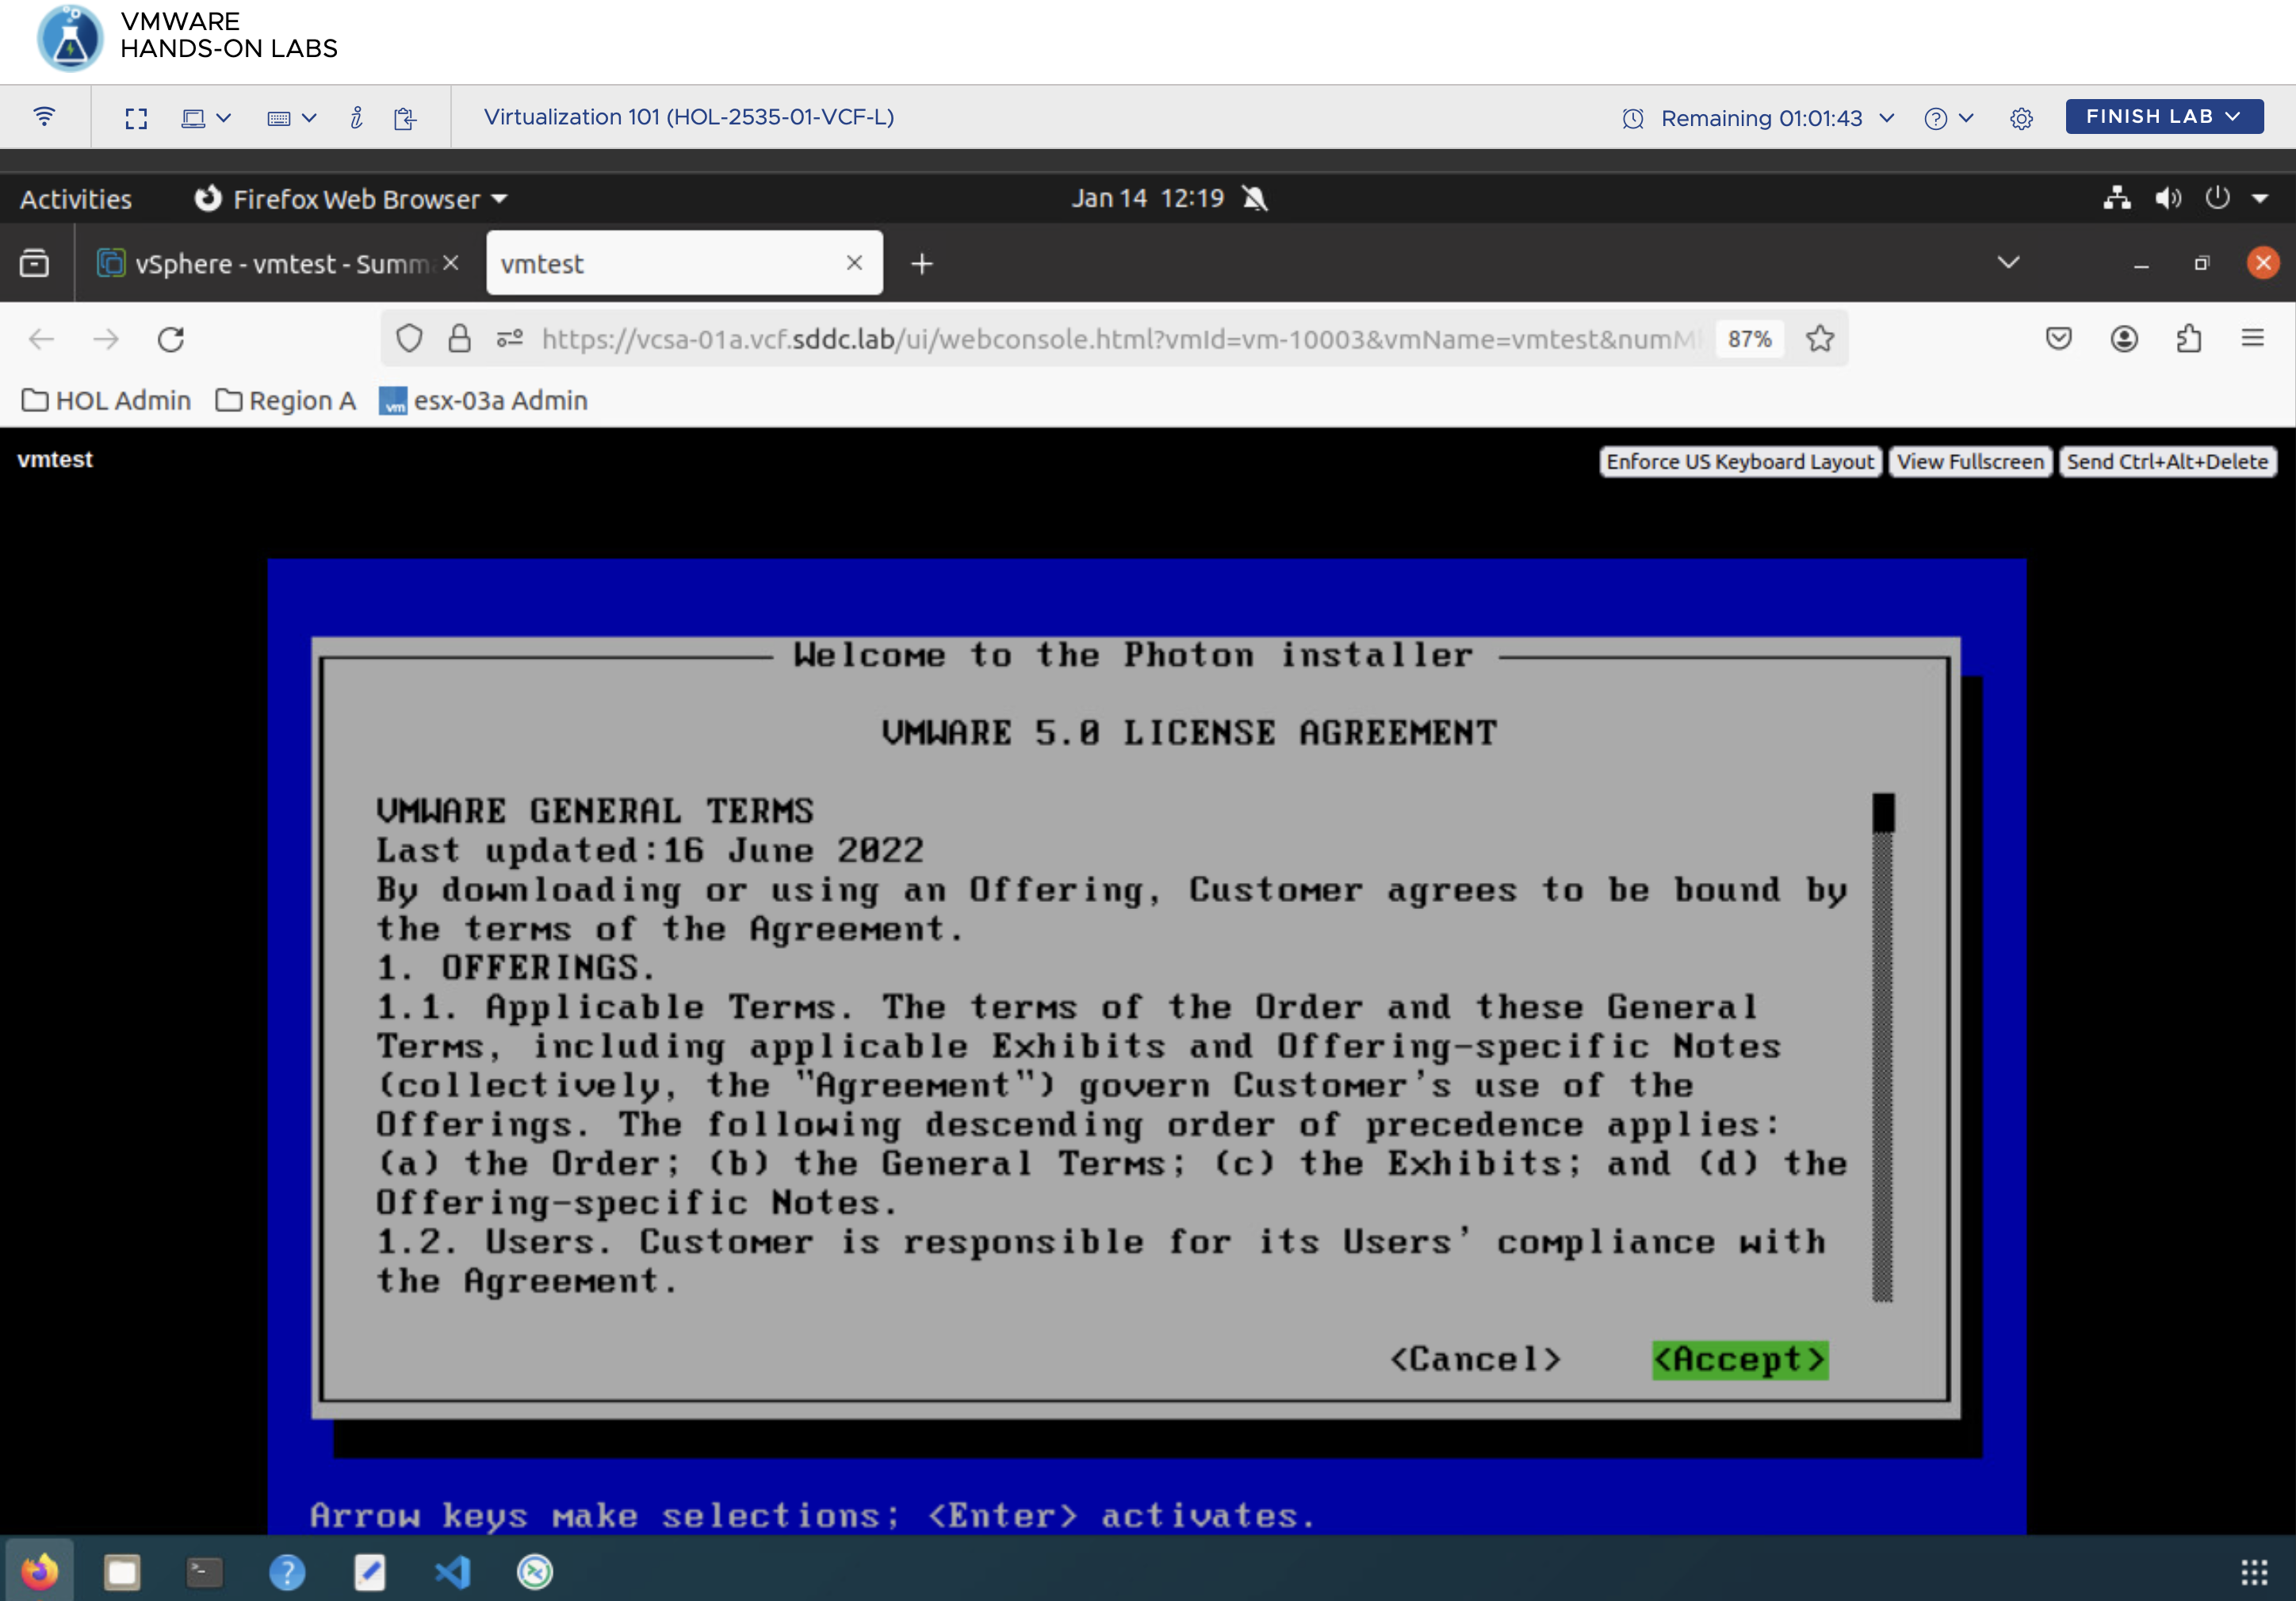 VMWARE
HANDS-ON LABS
Virtualization 101 (HOL-2535-01-VCF-L)
Remaining 01:01:43
FINISH LAB
Activities
Firefox Web Browser
Jan 14 12:19
vSphere - vmtest - Summ
vmtest
https://vcsa-01a.vcf.sddc.lab/ui/webconsole.html?vmId=vm-10003&vmName=vmtest&numM
87%
HOL Admin
Region A
vm
esx-03a Admin
vmtest
Enforce US Keyboard Layout
View Fullscreen
Send Ctrl+Alt+Delete
Welcome to the Photon installer
VMWARE 5.0 LICENSE AGREEMENT
VMWARE GENERAL TERMS
Last updated:16 June 2022
By downloading or using an Offering, Customer agrees to be bound by
the terms of the Agreement.
1. OFFERINGS.
1.1. Applicable Terms. The terms of the Order and these General
Terms, including applicable Exhibits and Offering-specific Notes
(collectively, the "Agreement") govern Customer's use of the
Offerings. The following descending order of precedence applies:
(a) the Order; (b) the General Terms; (c) the Exhibits; and (d) the
Offering-specific Notes.
1.2. Users. Customer is responsible for its Users' compliance with
the Agreement.
<Cancel>
<Accept>
Arrow keys make selections; <Enter> activates.